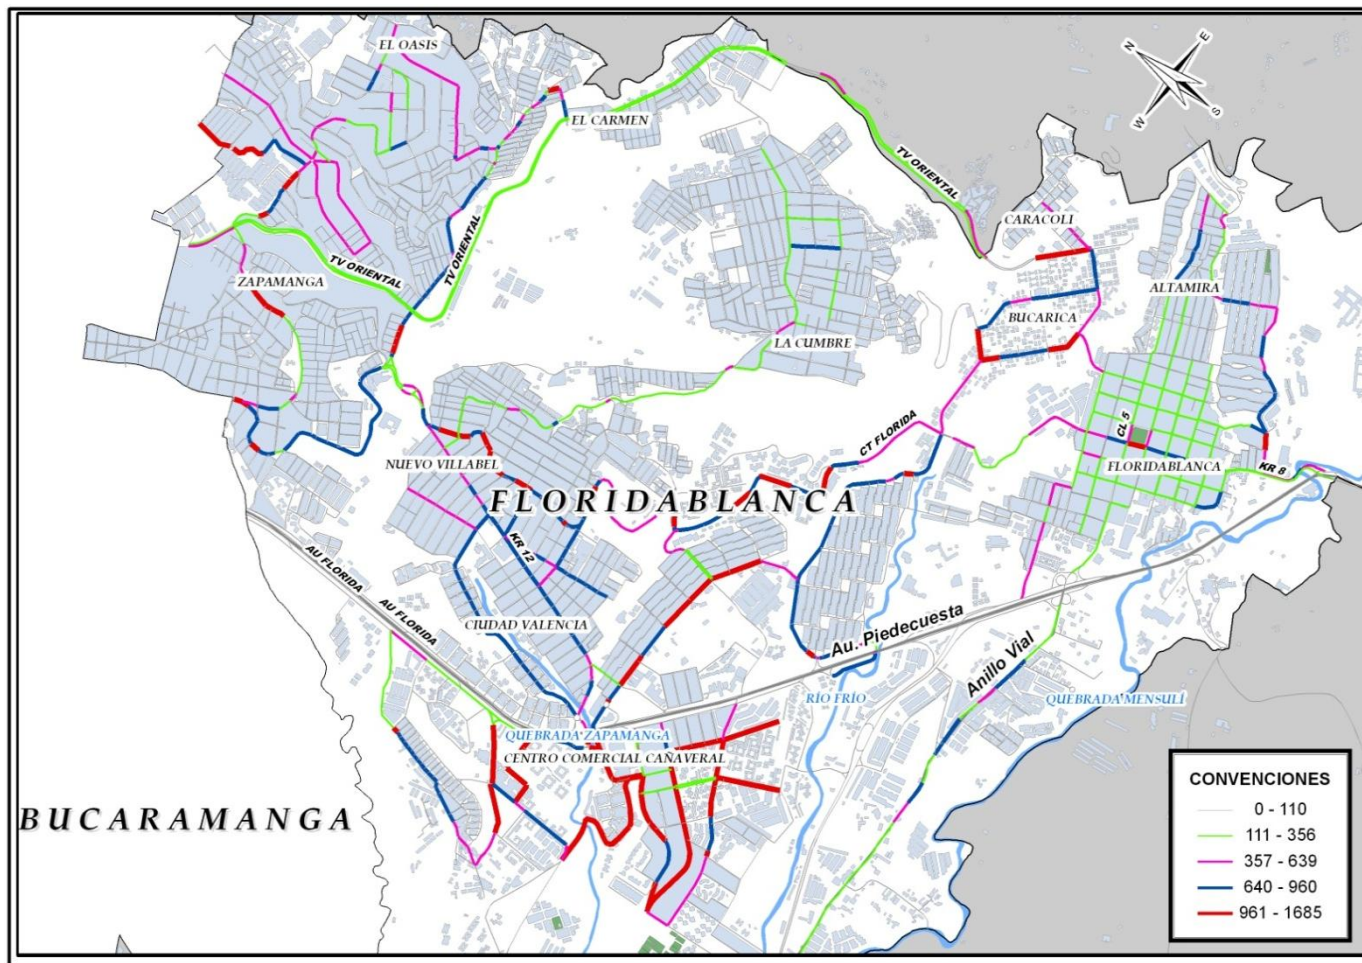 EL OASIS
N
E
W
S
EL CARMEN
TV ORIENTAL
CARACOLI
TV ORIENTAL
TV ORIENTAL
ZAPAMANGA
ALTAMIRA
BUCARICA
LA CUMBRE
CL 5
CT FLORIDA
NUEVO VILLABEL
FLORIDABLANCA
KR 8
FLORIDABLANCA
KR 12
AU FLORIDA
AU FLORIDA
CIUDAD VALENCIA
Au. Piedecuesta
Anillo Vial
RÍO FRÍO
QUEBRADA MENSULÍ
QUEBRADA ZAPAMANGA
CENTRO COMERCIAL CAÑAVERAL
BUCARAMANGA
CONVENCIONES
0 - 110
111 - 356
357 - 639
640 - 960
961 - 1685